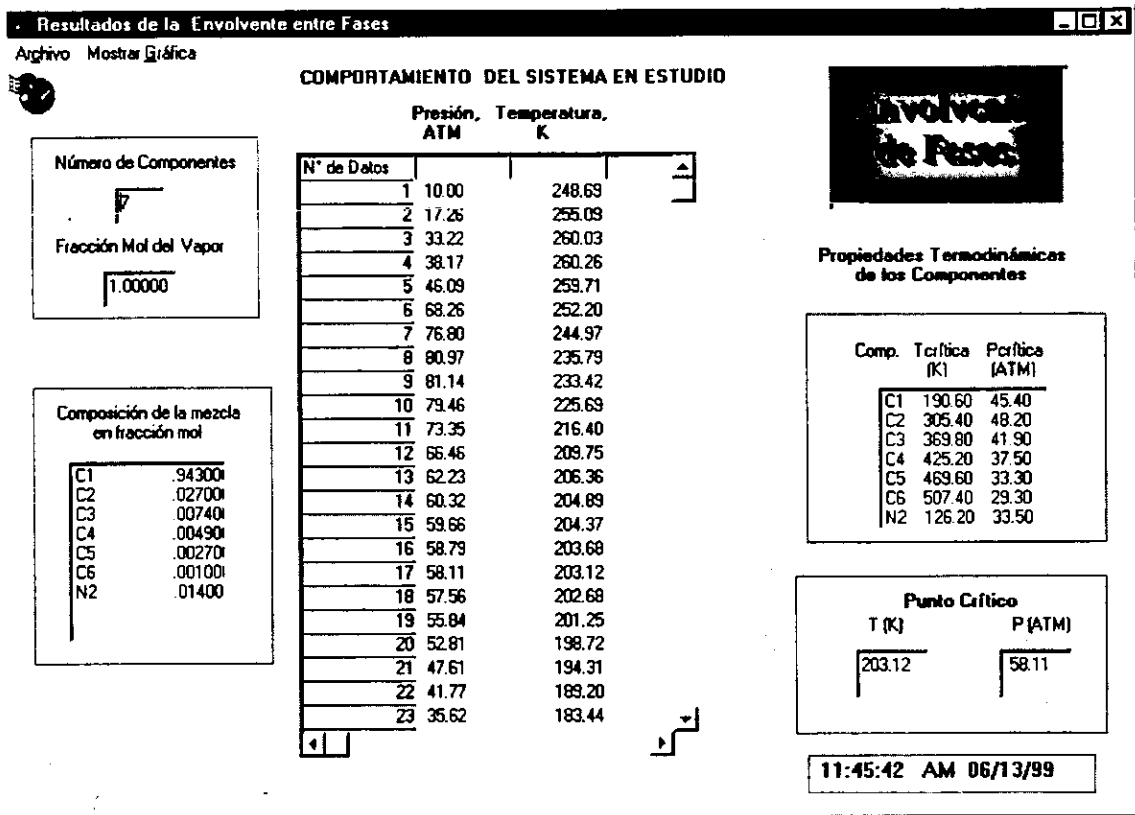 Resultados de la Envolvente entre Fases
Archivo Mostrar Gráfica
COMPORTAMIENTO DEL SISTEMA EN ESTUDIO
Presión, Temperatura,
ATM K
Número de Componentes
7
Fracción Mol del Vapor
1.00000
Composición de la mezcla
en fracción mol
C1 .94300
C2 .02700
C3 .00740
C4 .00490
C5 .00270
C6 .00100
N2 .01400
N° de Datos
1 10.00 248.69
2 17.26 255.09
3 33.22 260.03
4 38.17 260.26
5 46.09 259.71
6 68.26 252.20
7 76.80 244.97
8 80.97 235.79
9 81.14 233.42
10 79.46 225.69
11 73.35 216.40
12 66.46 209.75
13 62.23 206.36
14 60.32 204.89
15 59.66 204.37
16 58.79 203.68
17 58.11 203.12
18 57.56 202.68
19 55.84 201.25
20 52.81 198.72
21 47.61 194.31
22 41.77 189.20
23 35.62 183.44
de Fases
Propiedades Termodinámicas
de los Componentes
Comp. Tcrítica Pcrítica
(K) (ATM)
C1 190.60 45.40
C2 305.40 48.20
C3 369.80 41.90
C4 425.20 37.50
C5 469.60 33.30
C6 507.40 29.30
N2 126.20 33.50
Punto Crítico
T (K) P (ATM)
203.12 58.11
11:45:42 AM 06/13/99